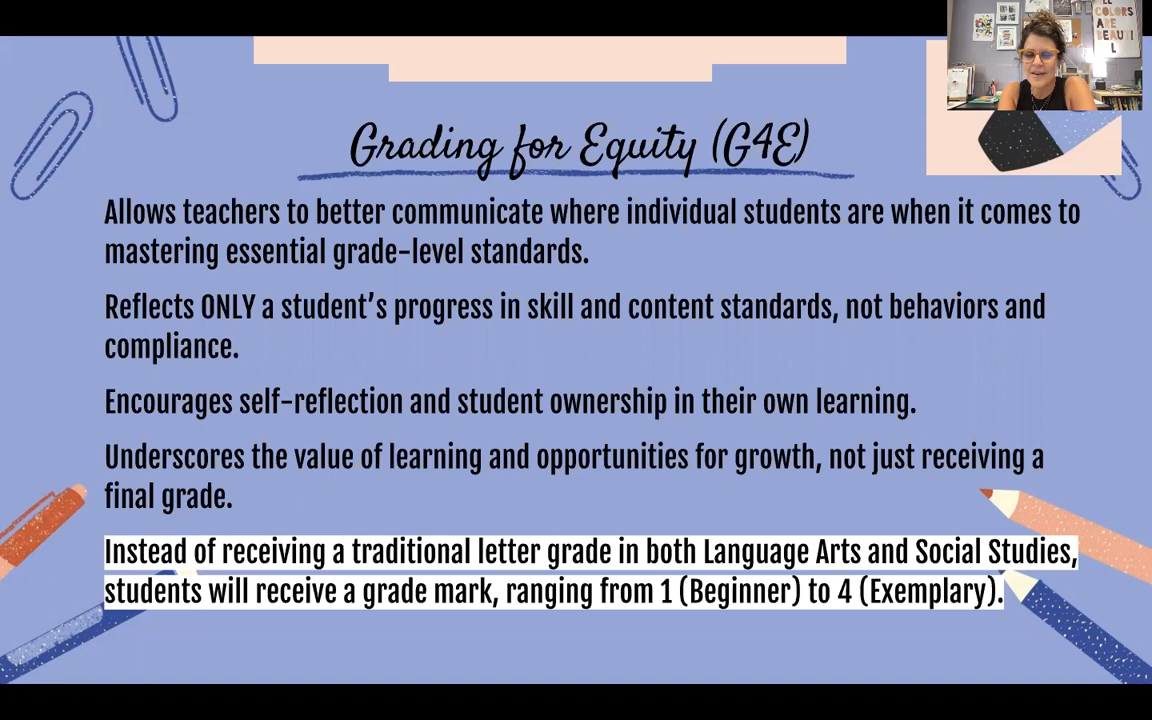 ALL
COLORS
ARE
BEAUTI
L
Grading for Equity (G4E)
Allows teachers to better communicate where individual students are when it comes to
mastering essential grade-level standards.
Reflects ONLY a student's progress in skill and content standards, not behaviors and
compliance.
Encourages self-reflection and student ownership in their own learning.
Underscores the value of learning and opportunities for growth, not just receiving a
final grade.
Instead of receiving a traditional letter grade in both Language Arts and Social Studies,
students will receive a grade mark, ranging from 1 (Beginner) to 4 (Exemplary).